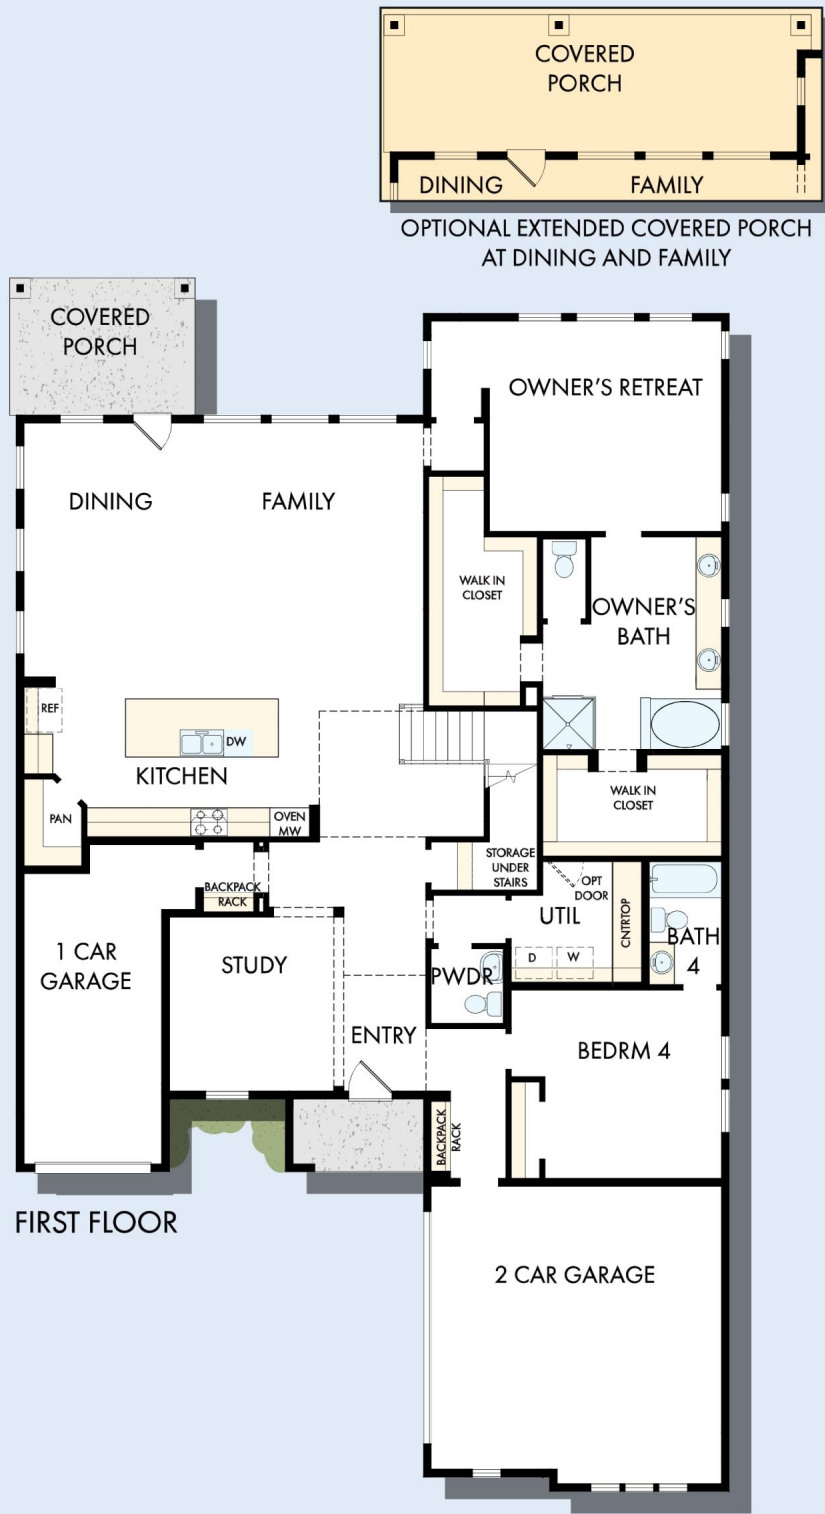 COVERED
PORCH
DINING
FAMILY
OPTIONAL EXTENDED COVERED PORCH
AT DINING AND FAMILY
COVERED
PORCH
OWNER'S RETREAT
DINING
FAMILY
WALK IN
CLOSET
OWNER'S
BATH
REF
DW
KITCHEN
PAN
OVEN
MW
WALK IN
CLOSET
STORAGE
UNDER
STAIRS
BACKPACK
RACK
OPT
DOOR
UTIL
CNTRTOP
D
W
BATH
4
1 CAR
GARAGE
STUDY
PWDR
ENTRY
BEDRM 4
BACKPACK
RACK
FIRST FLOOR
2 CAR GARAGE